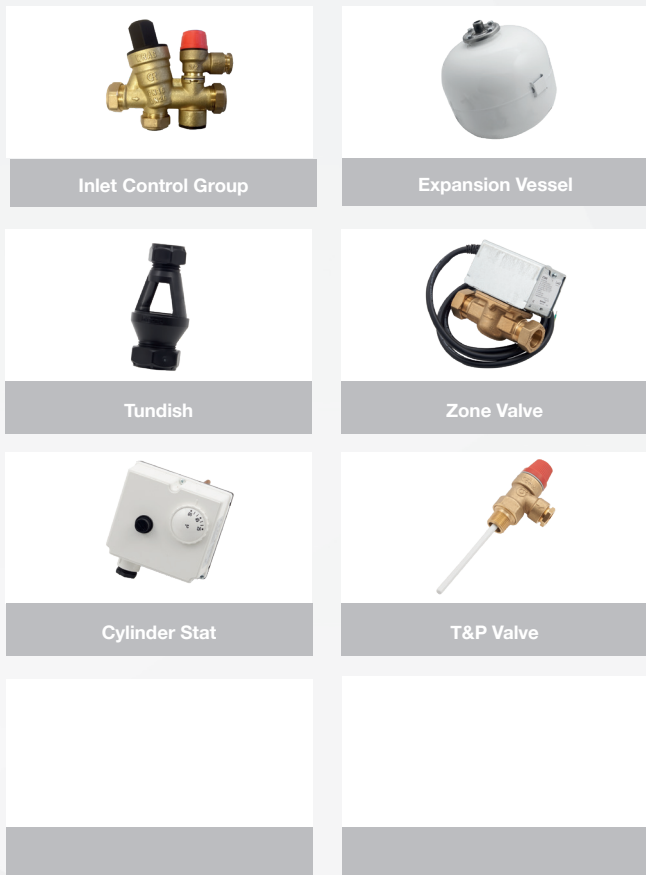 Inlet Control Group
Expansion Vessel
Tundish
Zone Valve
Cylinder Stat
T&P Valve